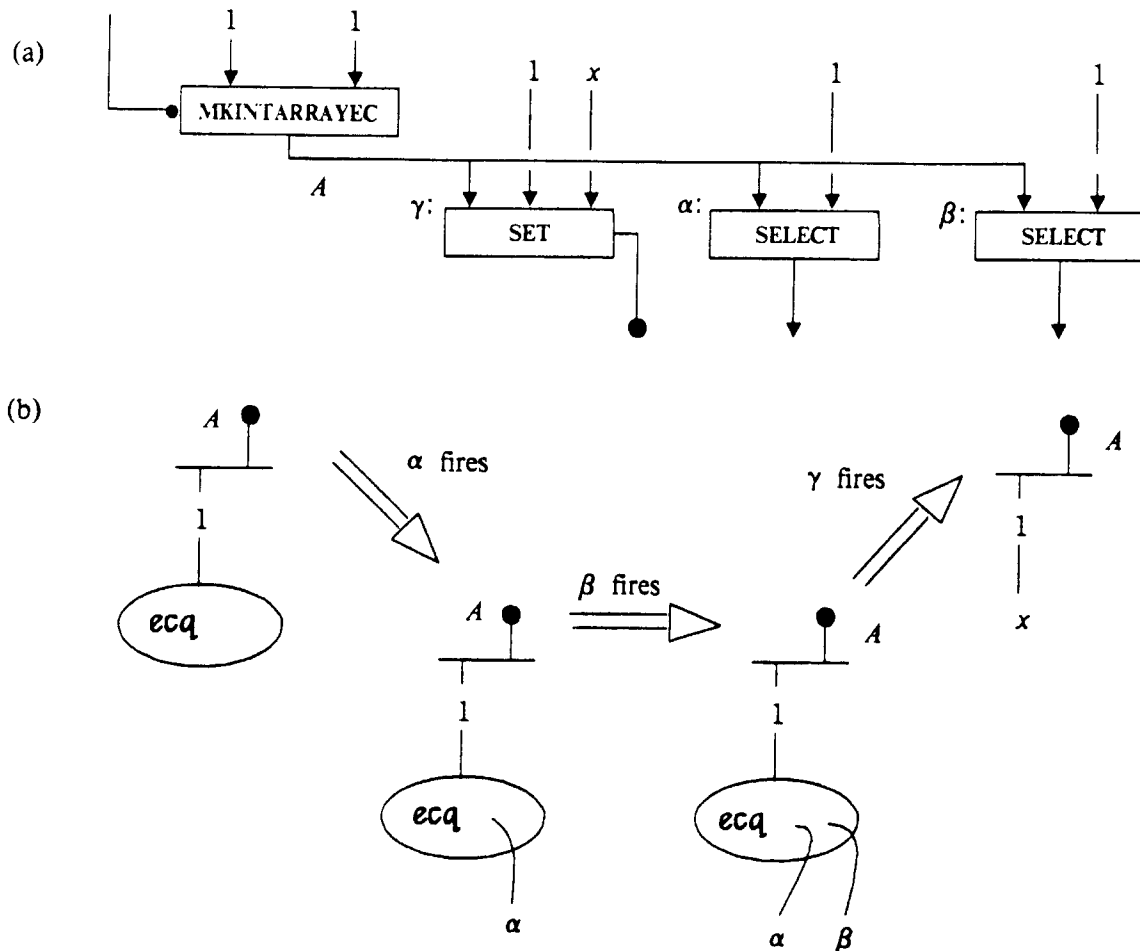 (a)
1 1
MKINTARRAYEC
1 x 1 1
A
γ: SET
α: SELECT
β: SELECT
(b)
A
1
ecq
α fires
A
1
ecq
α
β fires
A
1
ecq
α β
γ fires
A
1
x